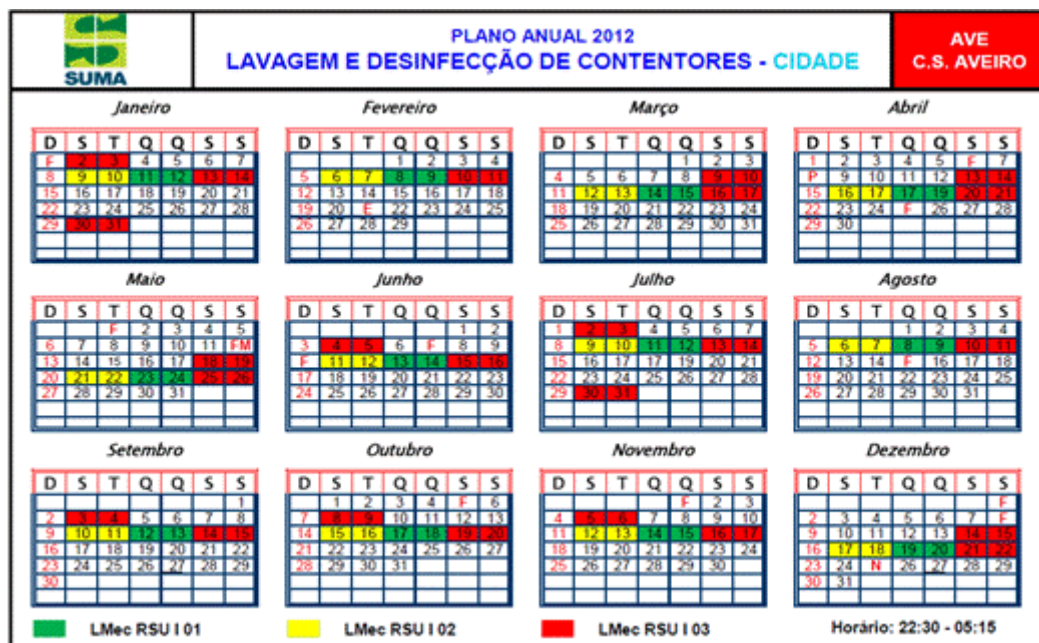 SUMA
PLANO ANUAL 2012
LAVAGEM E DESINFECÇÃO DE CONTENTORES - CIDADE
AVE
C.S. AVEIRO
Janeiro Fevereiro Março Abril
D S T Q Q S S D S T Q Q S S D S T Q Q S S D S T Q Q S S
F 2 3 4 5 6 7 1 2 3 4 1 2 3 1 2 3 4 5 F 7
8 9 10 11 12 13 14 5 6 7 8 9 10 11 4 5 6 7 8 9 10 P 9 10 11 12 13 14
15 16 17 18 19 20 21 12 13 14 15 16 17 18 11 12 13 14 15 16 17 15 16 17 17 19 20 21
22 23 24 25 26 27 28 19 20 E 22 23 24 25 18 19 20 21 22 23 24 22 23 24 F 26 27 28
29 30 31 26 27 28 29 25 26 27 28 29 30 31 29 30
Maio Junho Julho Agosto
D S T Q Q S S D S T Q Q S S D S T Q Q S S D S T Q Q S S
F 2 3 4 5 1 2 1 2 3 4 5 6 7 1 2 3 4
6 7 8 9 10 11 FM 3 4 5 6 F 8 9 8 9 10 11 12 13 14 5 6 7 8 9 10 11
13 14 15 16 17 18 19 F 11 12 13 14 15 16 15 16 17 18 19 20 21 12 13 14 F 16 17 18
20 21 22 23 24 25 26 17 18 19 20 21 22 23 22 23 24 25 26 27 28 19 20 21 22 23 24 25
27 28 29 30 31 24 25 26 27 28 29 30 29 30 31 26 27 28 29 30 31
Setembro Outubro Novembro Dezembro
D S T Q Q S S D S T Q Q S S D S T Q Q S S D S T Q Q S S
1 1 2 3 4 F 6 F 2 3 F
2 3 4 5 6 7 8 7 8 9 10 11 12 13 4 5 6 7 8 9 10 2 3 4 5 6 7 F
9 10 11 12 13 14 15 14 15 16 17 18 19 20 11 12 13 14 15 16 17 9 10 11 12 13 14 15
16 17 18 19 20 21 22 21 22 23 24 25 26 27 18 19 20 21 22 23 24 16 17 18 19 20 21 22
23 24 25 26 27 28 29 28 29 30 31 25 26 27 28 29 30 23 24 N 26 27 28 29
30 30 31
LMec RSU I 01 LMec RSU I 02 LMec RSU I 03 Horário: 22:30 - 05:15